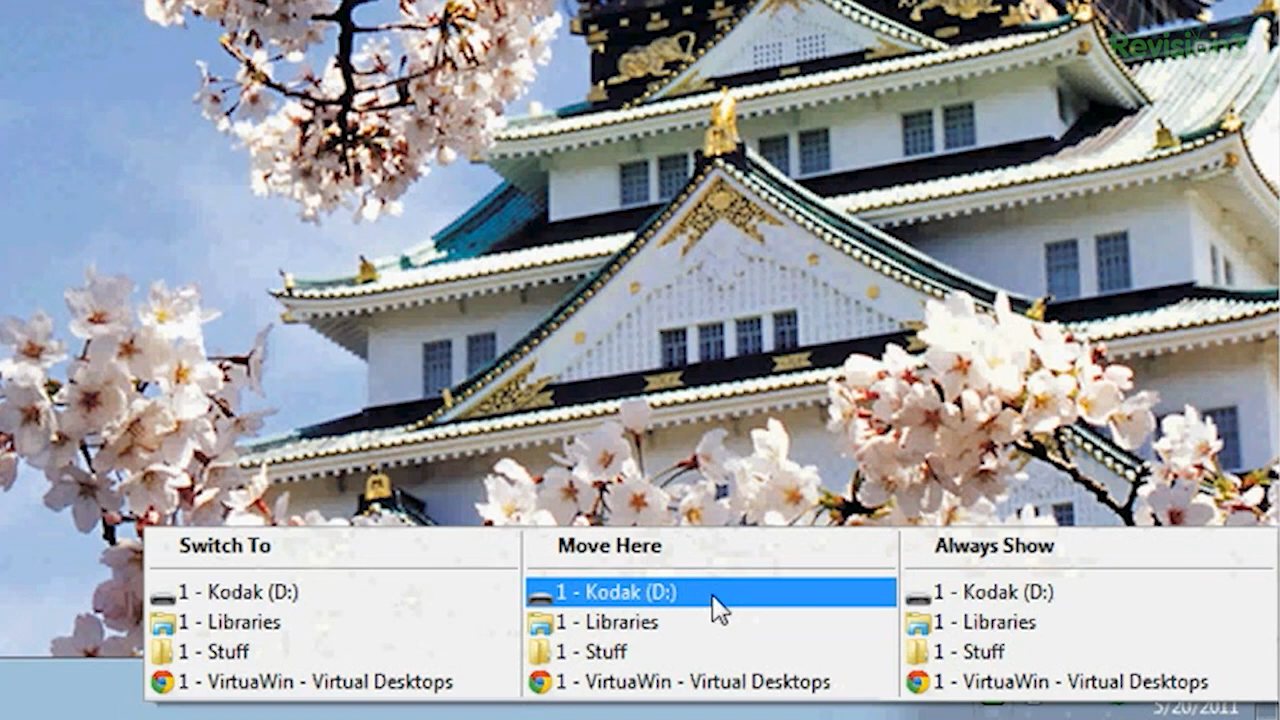 Revision3
Switch To
1 - Kodak (D:)
1 - Libraries
1 - Stuff
1 - VirtuaWin - Virtual Desktops
Move Here
1 - Kodak (D:)
1 - Libraries
1 - Stuff
1 - VirtuaWin - Virtual Desktops
Always Show
1 - Kodak (D:)
1 - Libraries
1 - Stuff
1 - VirtuaWin - Virtual Desktops
5/20/2011